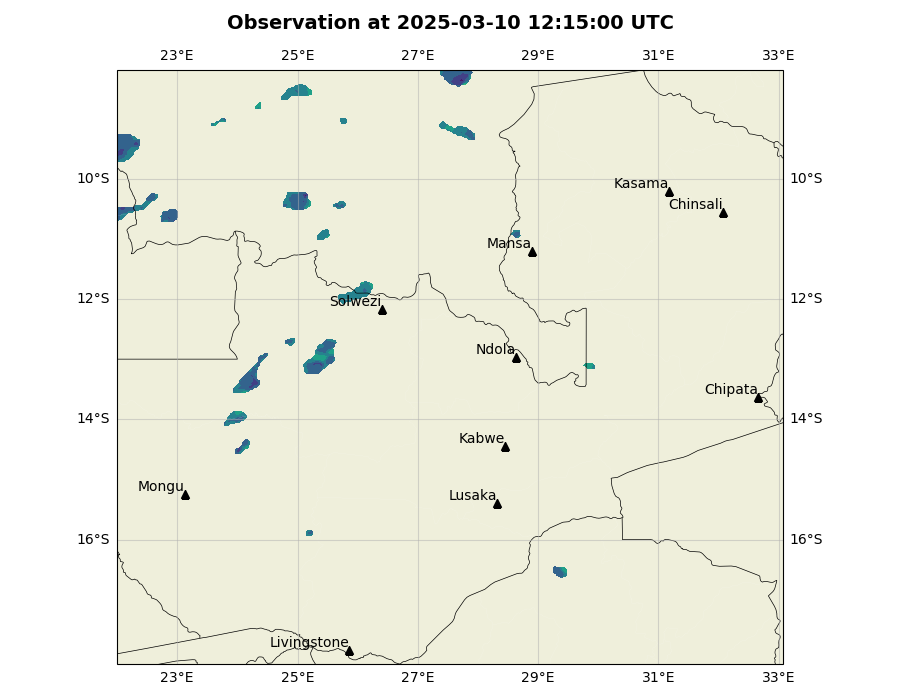 Observation at 2025-03-10 12:15:00 UTC
23°E 25°E 27°E 29°E 31°E 33°E
10°S 10°S
Kasama
Chinsali
Mansa
12°S 12°S
Solwezi
Ndola
Chipata
14°S 14°S
Kabwe
Mongu
Lusaka
16°S 16°S
Livingstone
23°E 25°E 27°E 29°E 31°E 33°E